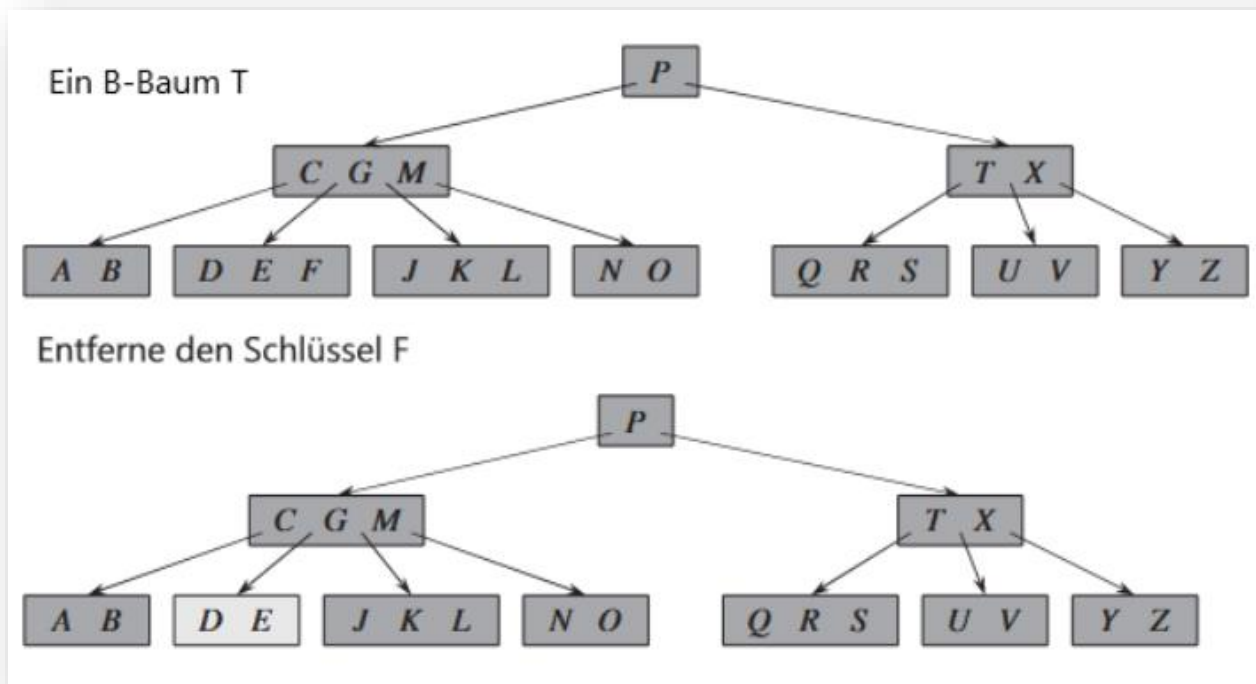 Ein B-Baum T
P
C G M
T X
A B
D E F
J K L
N O
Q R S
U V
Y Z
Entferne den Schlüssel F
P
C G M
T X
A B
D E
J K L
N O
Q R S
U V
Y Z